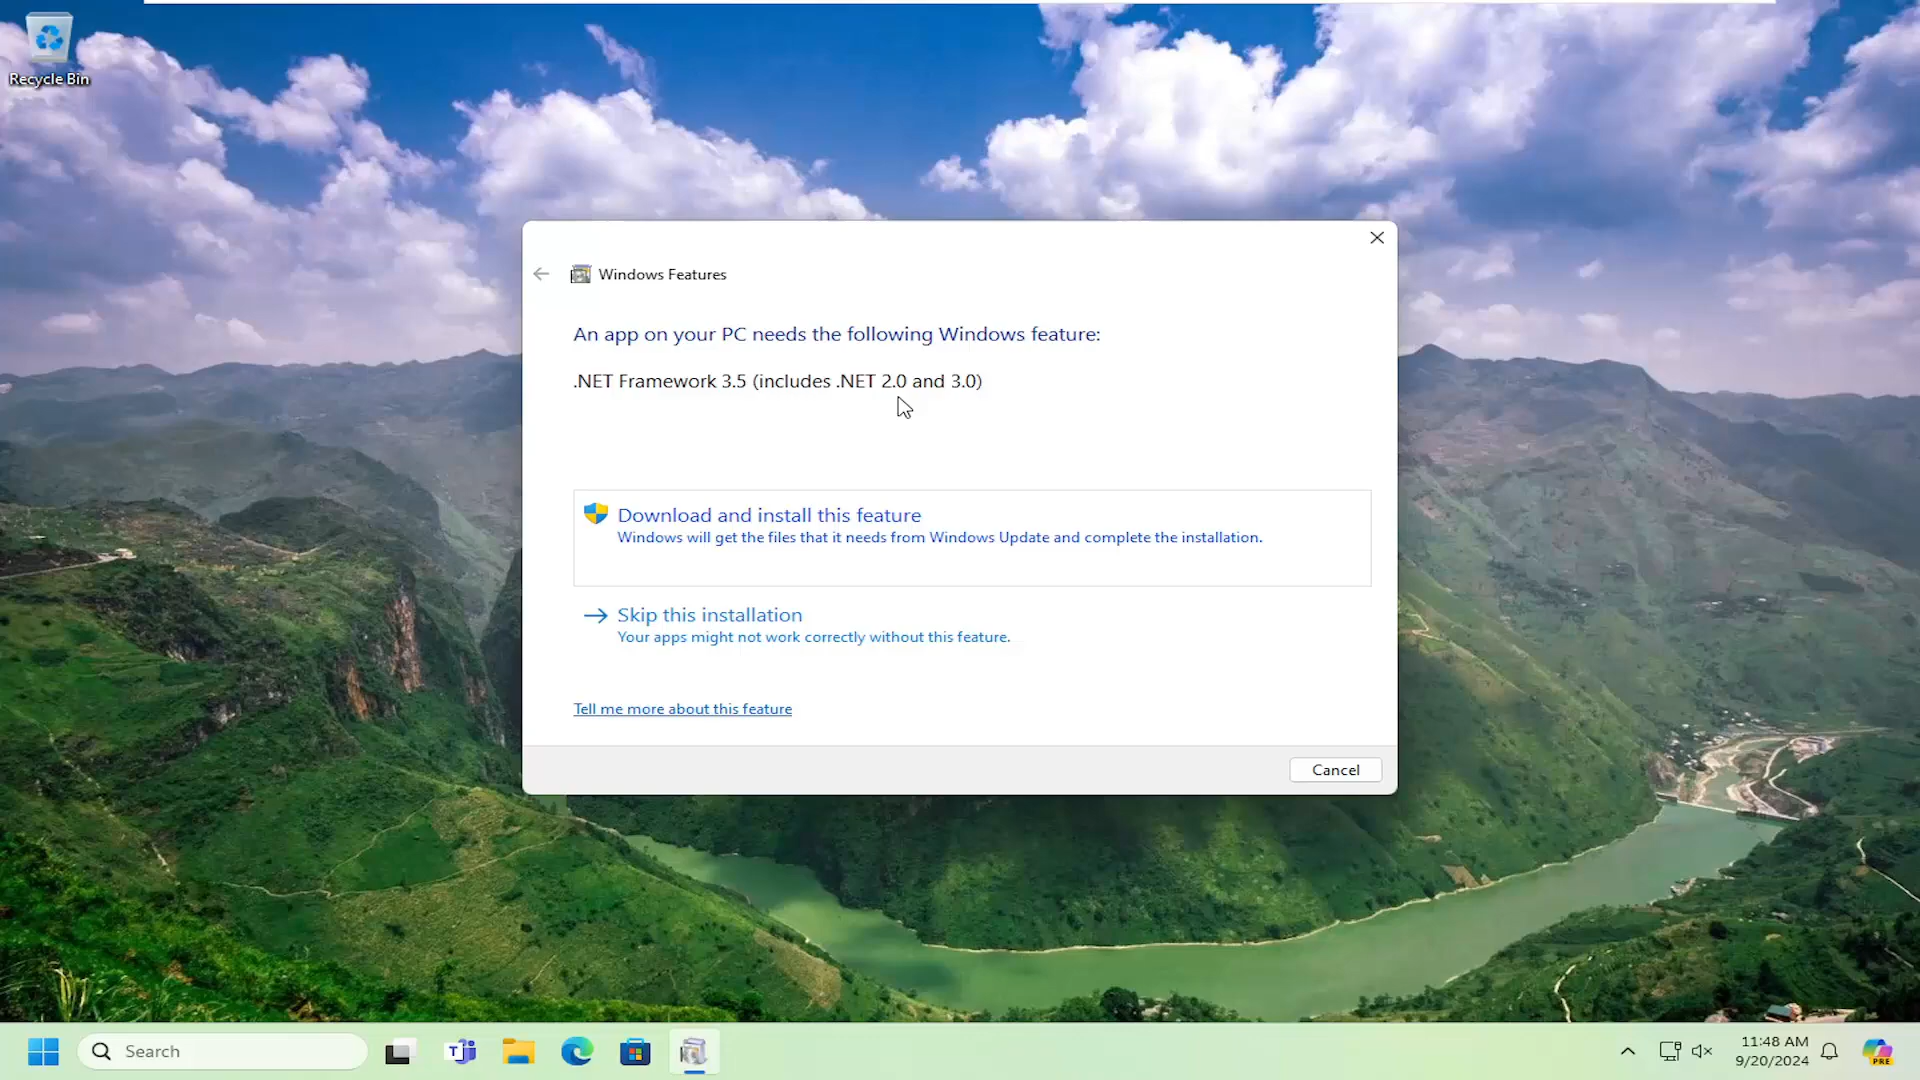 Recycle Bin
Windows Features
An app on your PC needs the following Windows feature:
.NET Framework 3.5 (includes .NET 2.0 and 3.0)
Download and install this feature
Windows will get the files that it needs from Windows Update and complete the installation.
Skip this installation
Your apps might not work correctly without this feature.
Tell me more about this feature
Cancel
Search
T
11:48 AM
9/20/2024
PRE